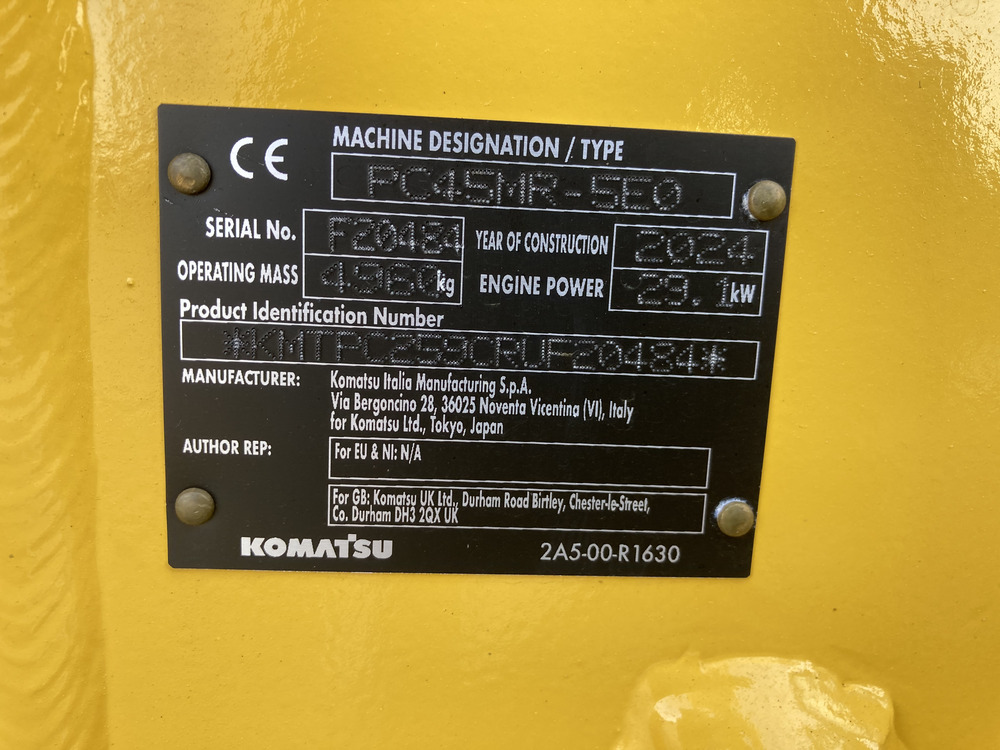 CE
MACHINE DESIGNATION / TYPE
PC45MR-5E0
SERIAL No. F20484 YEAR OF CONSTRUCTION 2024
OPERATING MASS 4960 kg ENGINE POWER 29.1 kW
Product Identification Number
*KMTPC259CRUF20484*
MANUFACTURER: Komatsu Italia Manufacturing S.p.A.
Via Bergoncino 28, 36025 Noventa Vicentina (VI), Italy
for Komatsu Ltd., Tokyo, Japan
AUTHOR REP: For EU & NI: N/A
For GB: Komatsu UK Ltd., Durham Road Birtley, Chester-le-Street,
Co. Durham DH3 2QX UK
KOMATSU 2A5-00-R1630